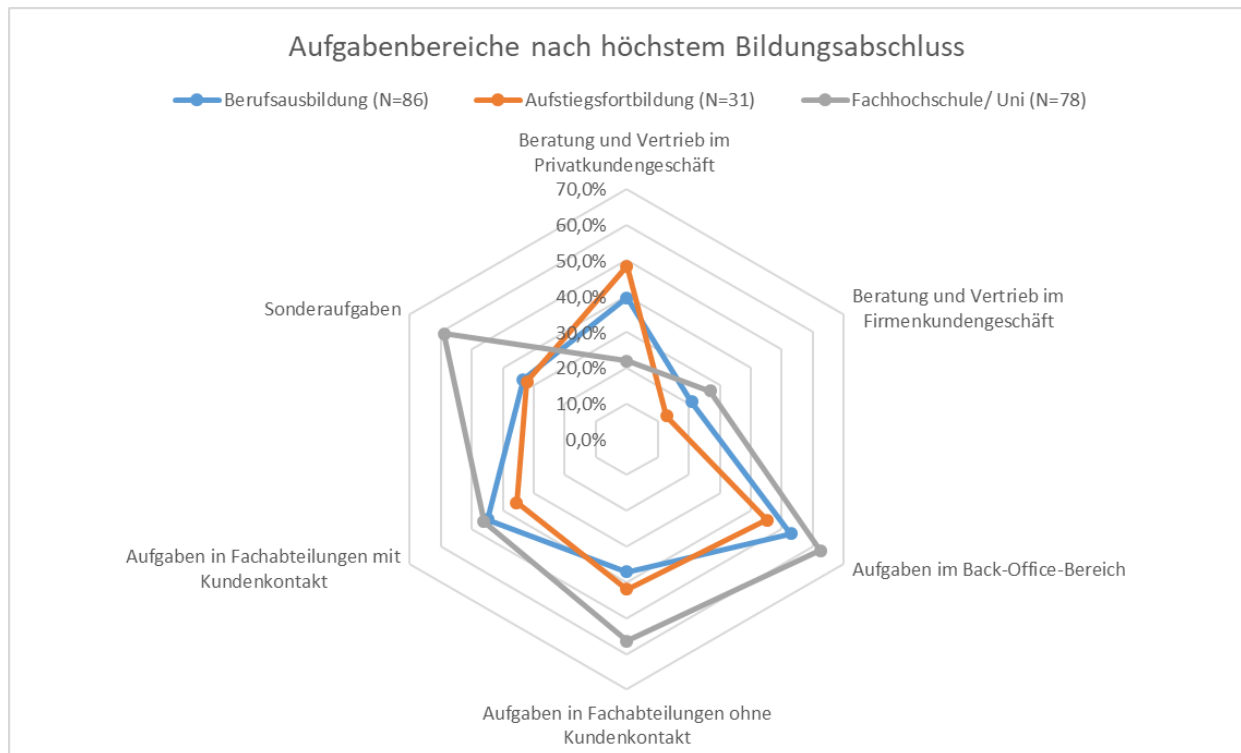 Aufgabenbereiche nach höchstem Bildungsabschluss
Berufsausbildung (N=86)
Aufstiegsfortbildung (N=31)
Fachhochschule/ Uni (N=78)
Beratung und Vertrieb im
Privatkundengeschäft
70,0%
60,0%
50,0%
40,0%
30,0%
20,0%
10,0%
0,0%
Beratung und Vertrieb im
Firmenkundengeschäft
Aufgaben im Back-Office-Bereich
Aufgaben in Fachabteilungen ohne
Kundenkontakt
Aufgaben in Fachabteilungen mit
Kundenkontakt
Sonderaufgaben